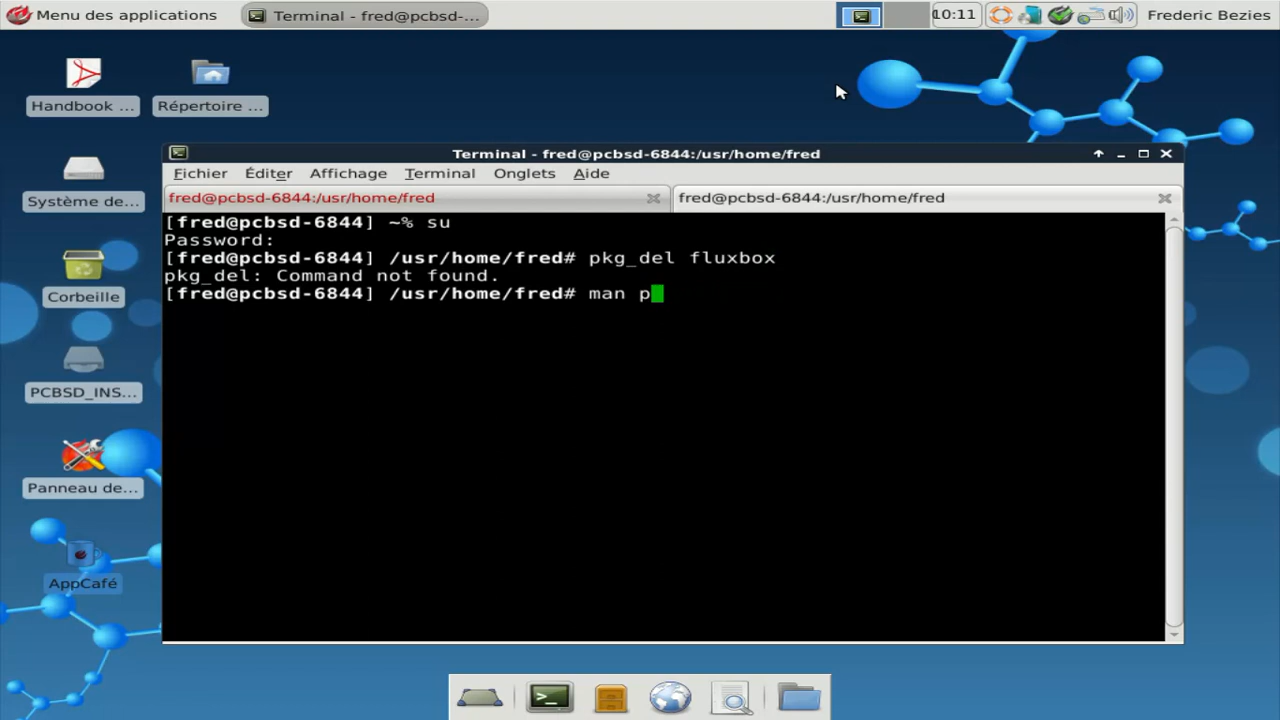 Menu des applications
Terminal - fred@pcbsd-...
10:11
Frederic Bezies
Handbook ...
Répertoire ...
Système de...
Corbeille
PCBSD_INS...
Panneau de...
AppCafé
Terminal - fred@pcbsd-6844:/usr/home/fred
Fichier Éditer Affichage Terminal Onglets Aide
fred@pcbsd-6844:/usr/home/fred
fred@pcbsd-6844:/usr/home/fred
[fred@pcbsd-6844] ~% su
Password:
[fred@pcbsd-6844] /usr/home/fred# pkg_del fluxbox
pkg_del: Command not found.
[fred@pcbsd-6844] /usr/home/fred# man p